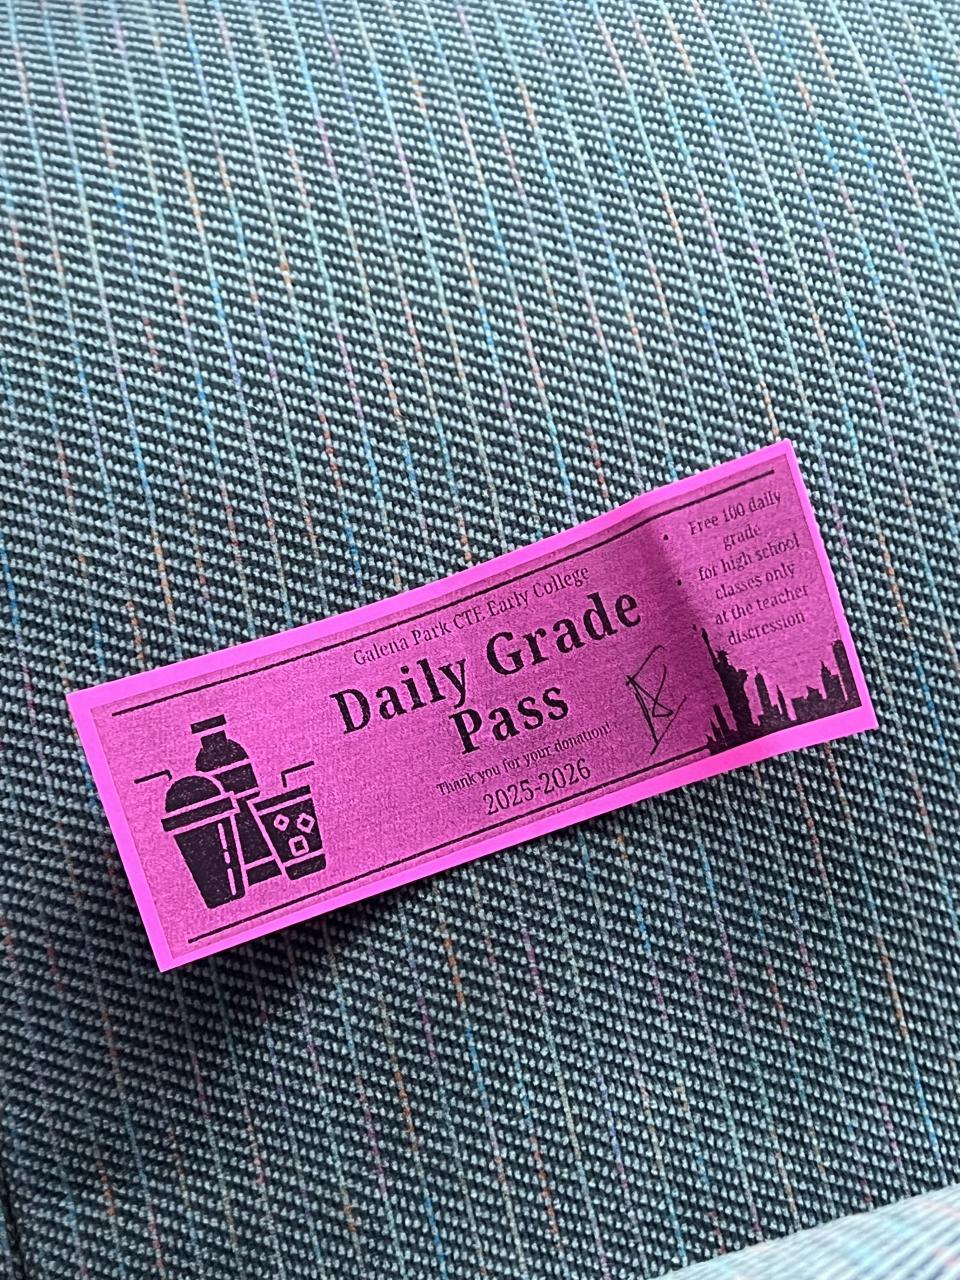 Galena Park CTE Early College
Daily Grade
Pass
Thank you for your donation!
2025-2026
• Free 100 daily
grade
• for high school
classes only
at the teacher
discression